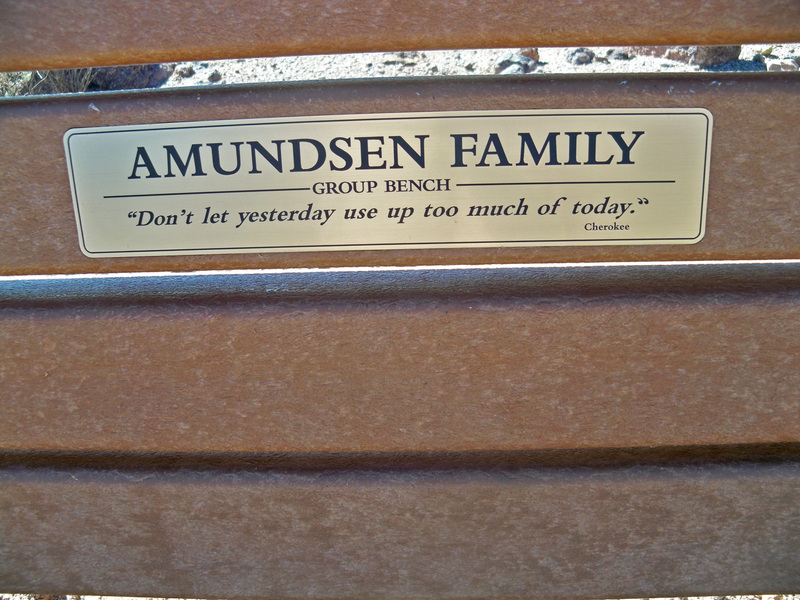 AMUNDSEN FAMILY
GROUP BENCH
“Don’t let yesterday use up too much of today.”
Cherokee